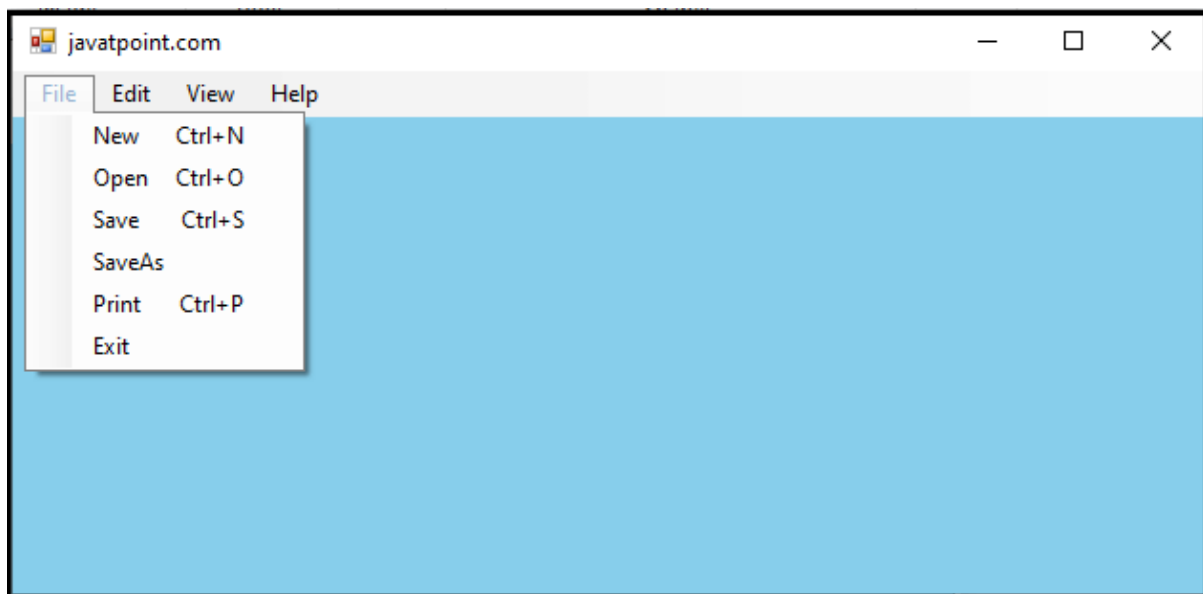 javatpoint.com
File Edit View Help
New Ctrl+N
Open Ctrl+O
Save Ctrl+S
SaveAs
Print Ctrl+P
Exit